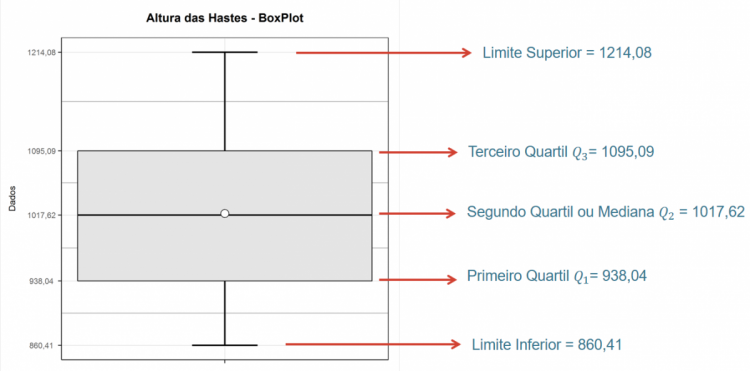 Altura das Hastes - BoxPlot
1214,08
Limite Superior = 1214,08
1095,09
Terceiro Quartil Q₃= 1095,09
Dados
1017,62
Segundo Quartil ou Mediana Q₂ = 1017,62
938,04
Primeiro Quartil Q₁= 938,04
860,41
Limite Inferior = 860,41